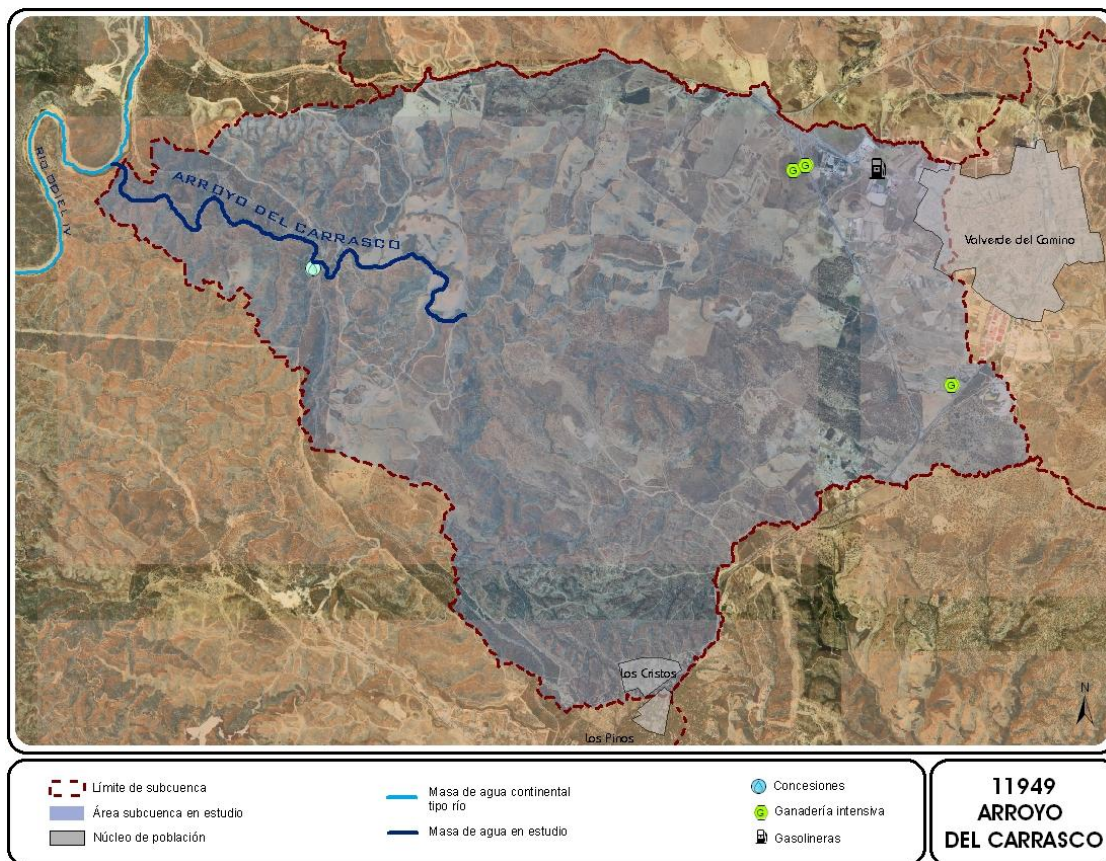 RÍO ODIEL IV
ARROYO DEL CARRASCO
G
G
Valverde del Camino
G
Los Cristos
Los Pinos
N
Límite de subcuenca
Área subcuenca en estudio
Núcleo de población
Masa de agua continental
tipo río
Masa de agua en estudio
Concesiones
G
Ganadería intensiva
Gasolineras
11949
ARROYO
DEL CARRASCO